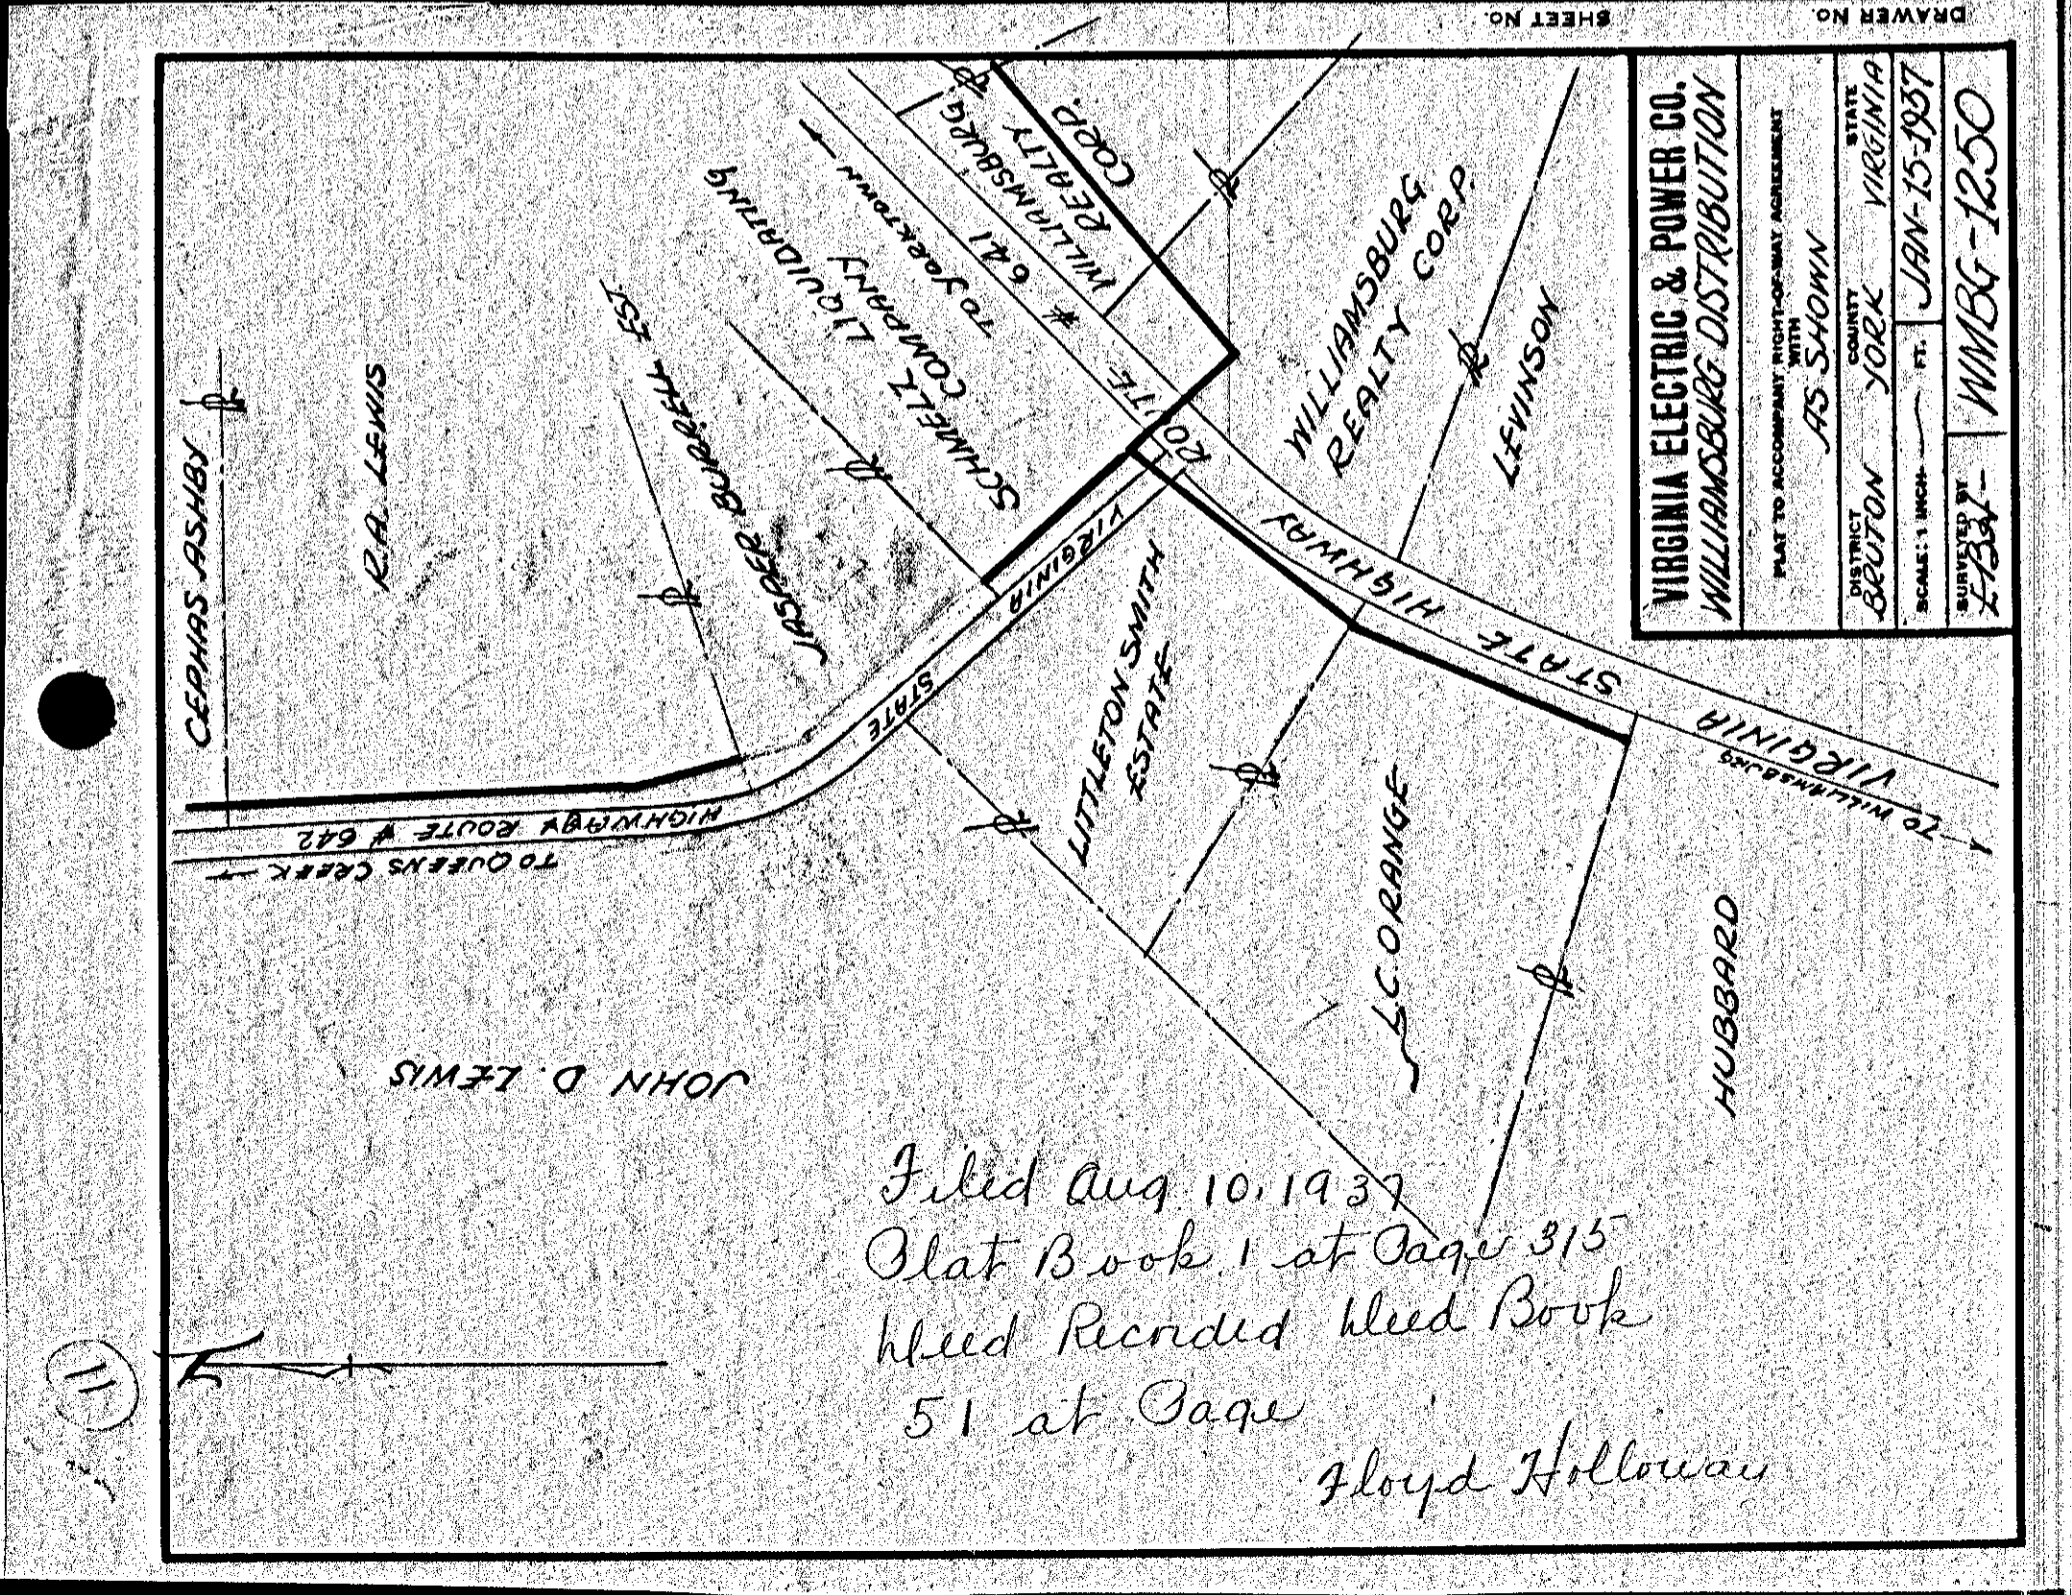 SHEET NO.
DRAWER NO.
VIRGINIA ELECTRIC & POWER CO.
WILLIAMSBURG DISTRIBUTION
PLAT TO ACCOMPANY RIGHT-OF-WAY AGREEMENT
WITH
AS SHOWN
DISTRICT COUNTY STATE
BRUTON YORK VIRGINIA
SCALE: 1 INCH FT. JAN-15-1937
SURVEYED BY
WMBG-1250
CEPHAS ASHBY
R.A. LEWIS
JASPER BURRELL EST.
SCHMELZ
LIQUIDATING
COMPANY
TO YORKTOWN
WILLIAMSBURG
REALTY
CORP.
WILLIAMSBURG
REALTY CORP.
LEVINSON
VIRGINIA STATE HIGHWAY ROUTE # 641
TO WILLIAMSBURG
VIRGINIA STATE HIGHWAY ROUTE # 642
TO QUEENS CREEK
LITTLETON SMITH
ESTATE
L.C. ORANGE
HUBBARD
JOHN D. LEWIS
Filed Aug 10, 1937
Plat Book 1 at Page 315
Deed Recorded Deed Book
51 at Page
Floyd Holloway
11